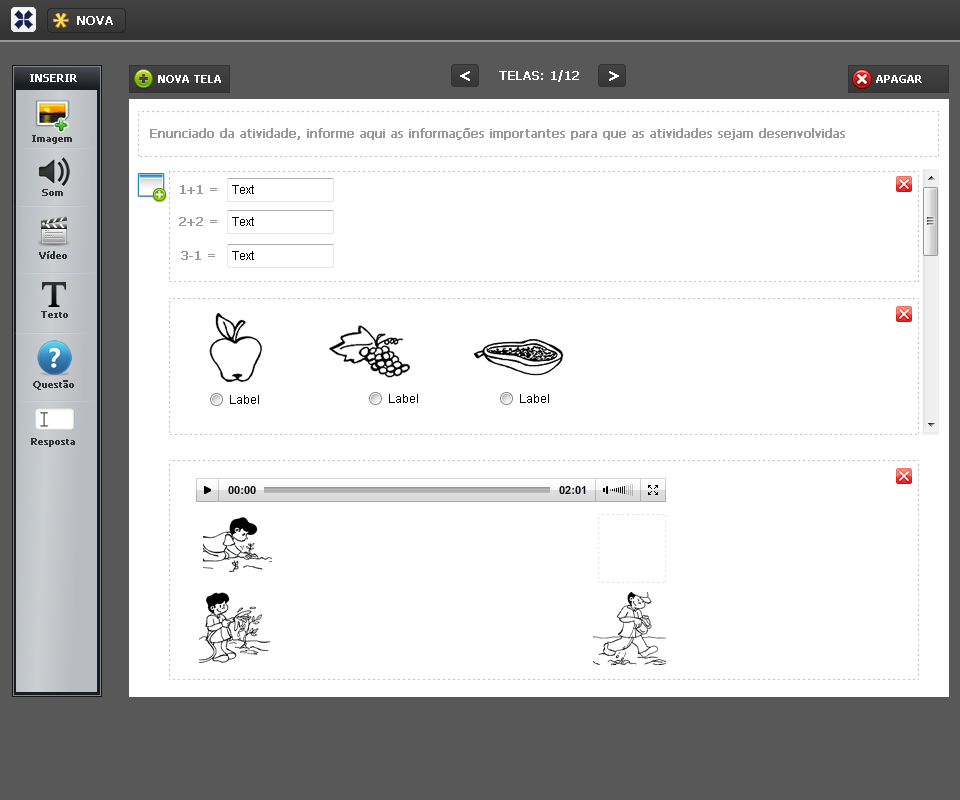 NOVA
INSERIR
NOVA TELA
<
TELAS: 1/12
>
APAGAR
Imagem
Som
Vídeo
T
Texto
?
Questão
Resposta
Enunciado da atividade, informe aqui as informações importantes para que as atividades sejam desenvolvidas
1+1 = Text
2+2 = Text
3-1 = Text
Label Label Label
00:00 02:01